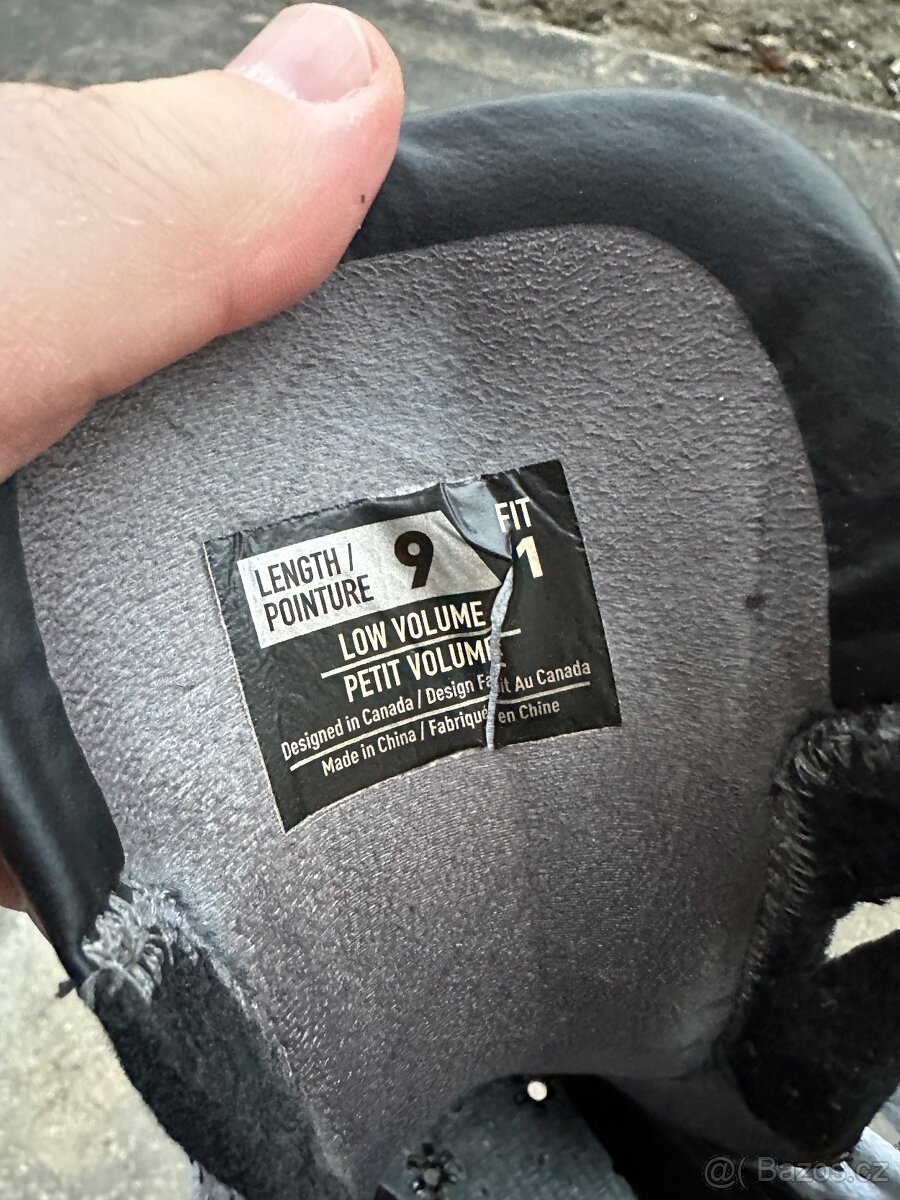 LENGTH / 9 FIT
POINTURE 1
LOW VOLUME
PETIT VOLUME
Designed in Canada / Design Fait Au Canada
Made in China / Fabriqué en Chine
@( Bazos.cz